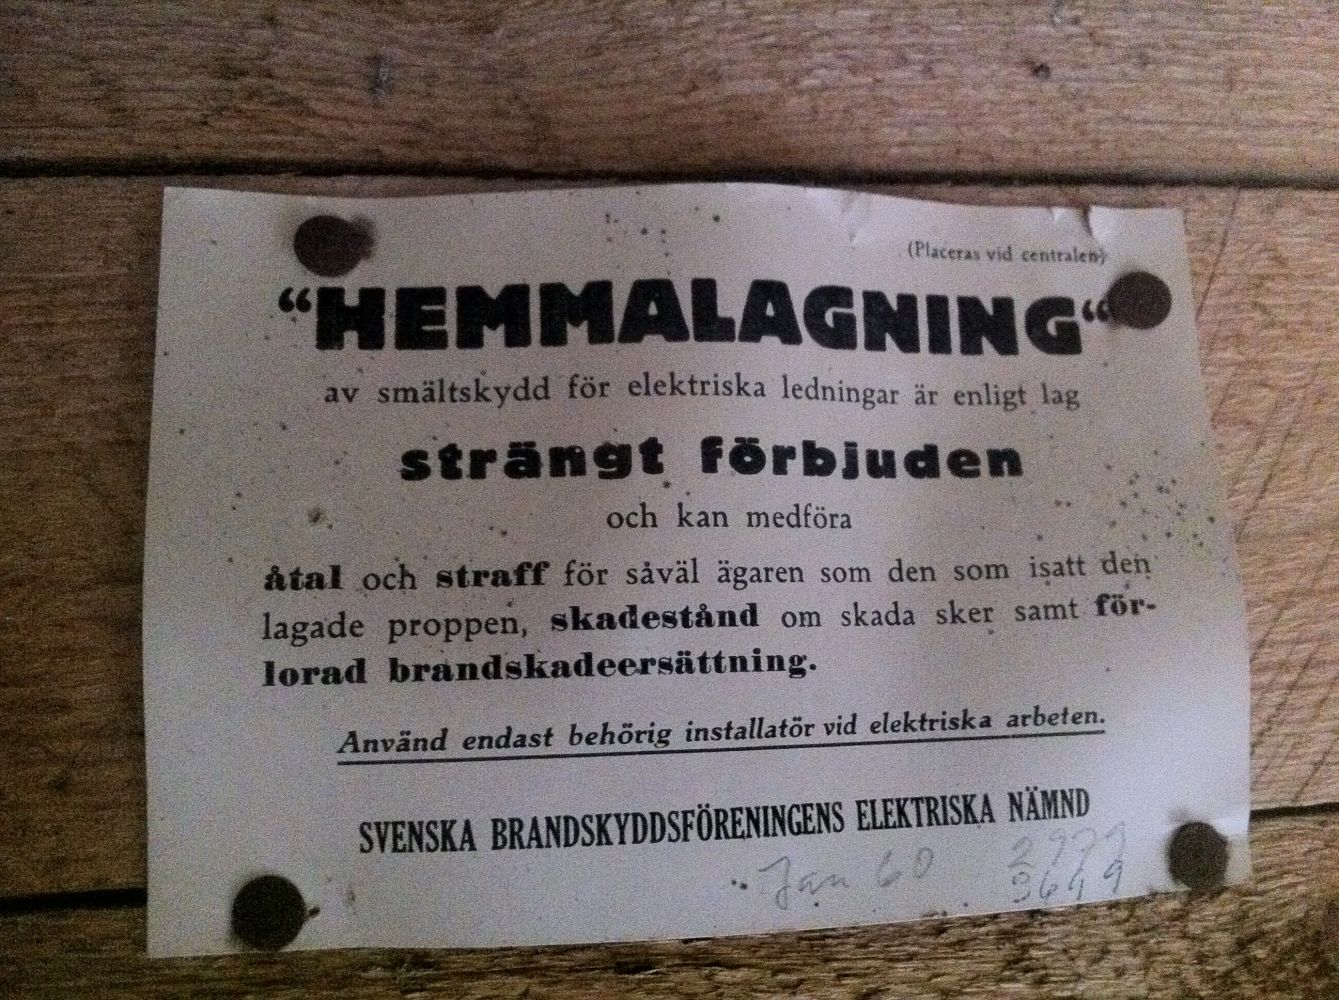 (Placeras vid centralen)
“HEMMALAGNING“
av smältskydd för elektriska ledningar är enligt lag
strängt förbjuden
och kan medföra
åtal och straff för såväl ägaren som den som isatt den
lagade proppen, skadestånd om skada sker samt för-
lorad brandskadeersättning.
Använd endast behörig installatör vid elektriska arbeten.
SVENSKA BRANDSKYDDSFÖRENINGENS ELEKTRISKA NÄMND
Jan 60